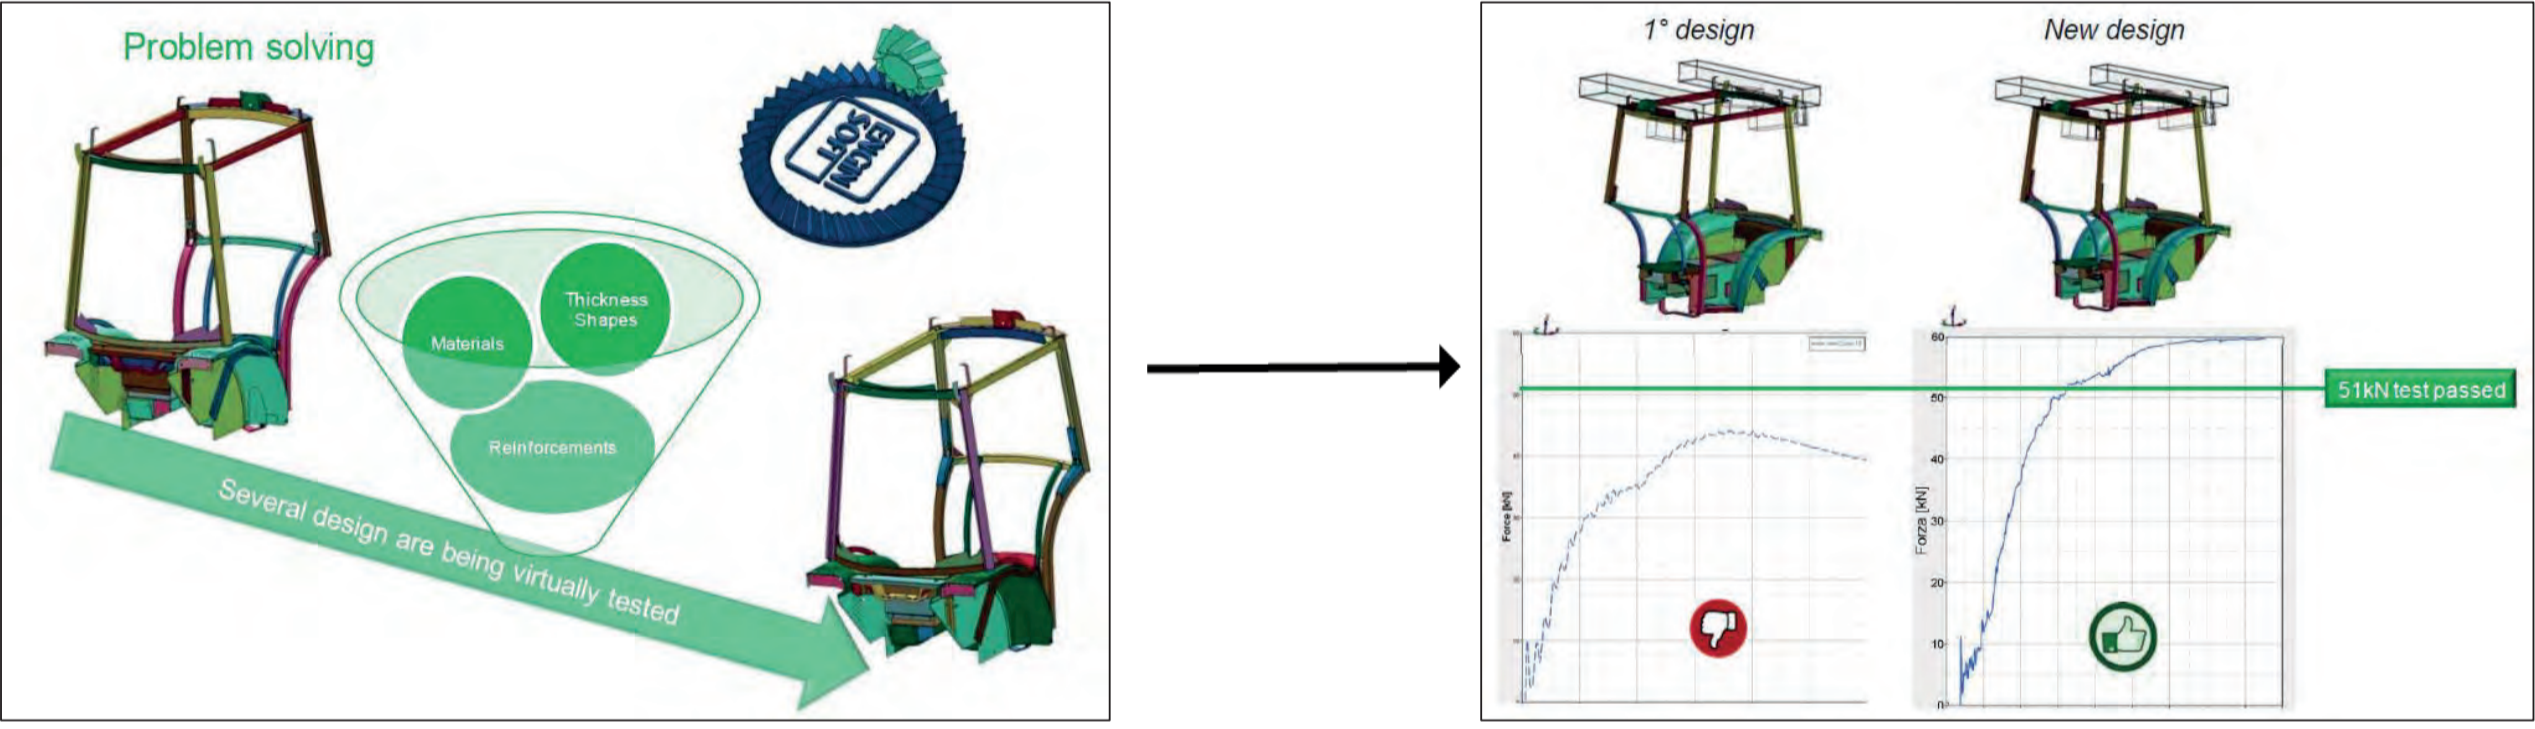 Problem solving
ENGIN
SOFT
Thickness
Shapes
Materials
Reinforcements
Several design are being virtually tested
1° design
New design
51kN test passed
Force [kN]
Forza [kN]
60
50
40
30
20
10
0